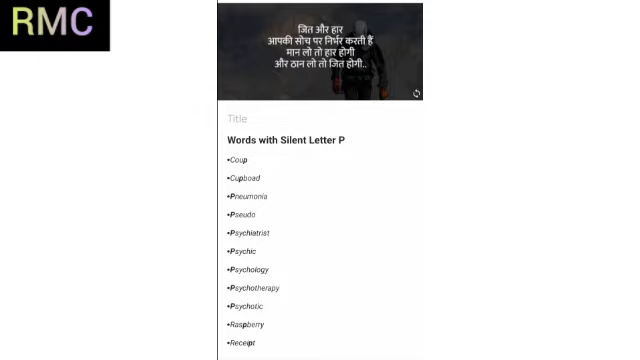 RMC
जित और हार
आपकी सोच पर निर्भर करती हैं
मान लो तो हार होगी
और ठान लो तो जित होगी..
Title
Words with Silent Letter P
•Coup
•Cupboad
•Pneumonia
•Pseudo
•Psychiatrist
•Psychic
•Psychology
•Psychotherapy
•Psychotic
•Raspberry
•Receipt